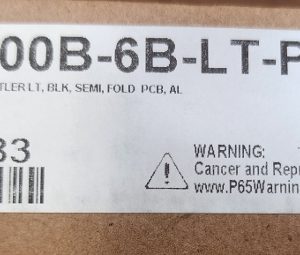 00B-6B-LT-P
TLER LT, BLK, SEMI, FOLD PCB, AL
33
WARNING:
Cancer and Repr
www.P65Warnin